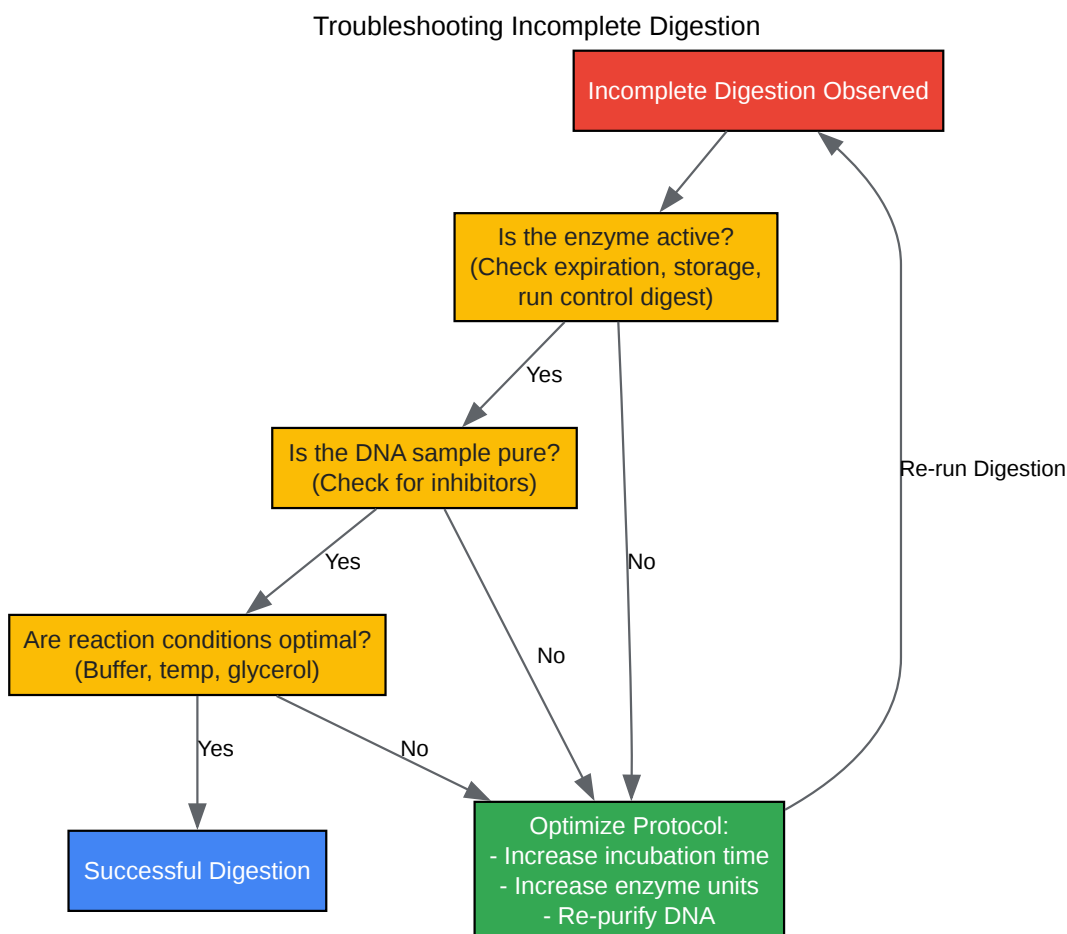 Troubleshooting Incomplete Digestion
Incomplete Digestion Observed
Is the enzyme active?
(Check expiration, storage,
run control digest)
Yes
Is the DNA sample pure?
(Check for inhibitors)
Re-run Digestion
Yes
No
Are reaction conditions optimal?
(Buffer, temp, glycerol)
No
Yes
No
Successful Digestion
Optimize Protocol:
- Increase incubation time
- Increase enzyme units
- Re-purify DNA